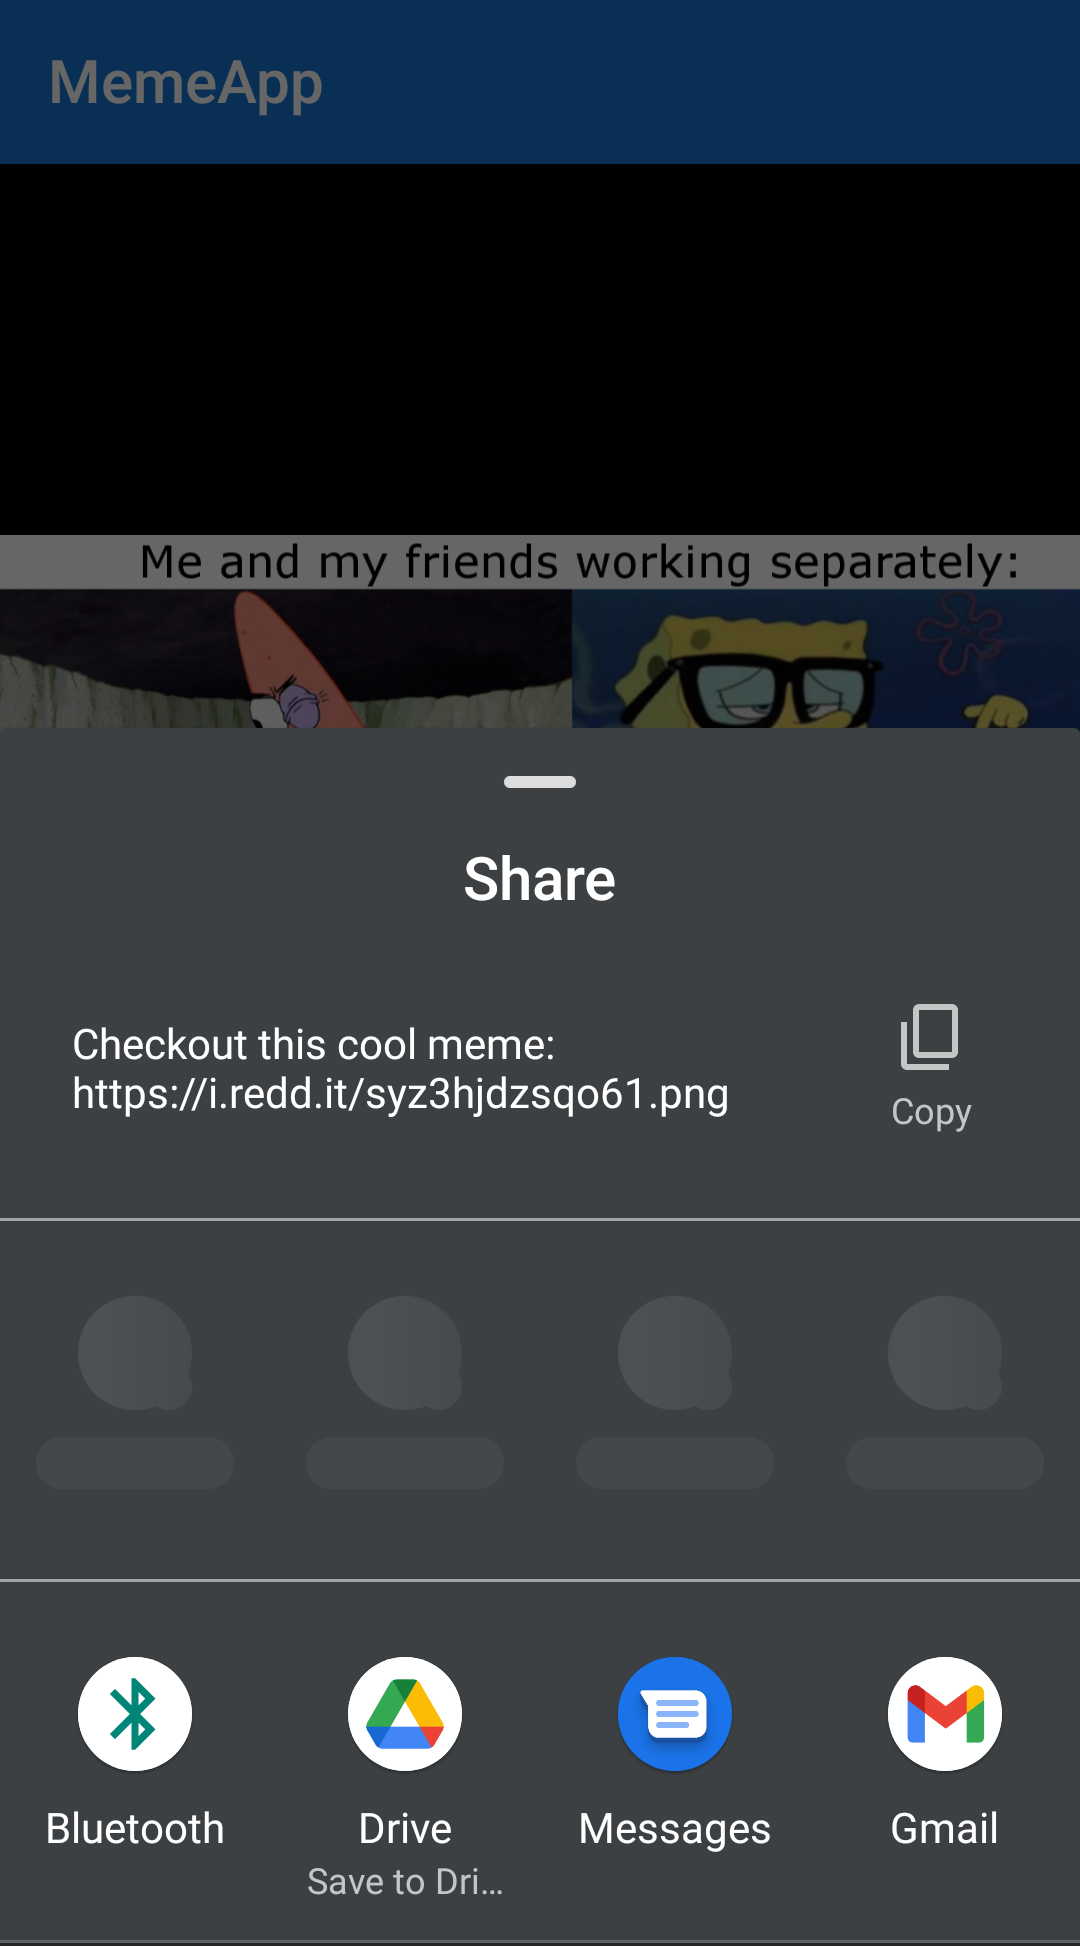 MemeApp
Me and my friends working separately:
Share
Checkout this cool meme:
https://i.redd.it/syz3hjdzsqo61.png
Copy
Bluetooth
Drive
Messages
Gmail
Save to Dri...